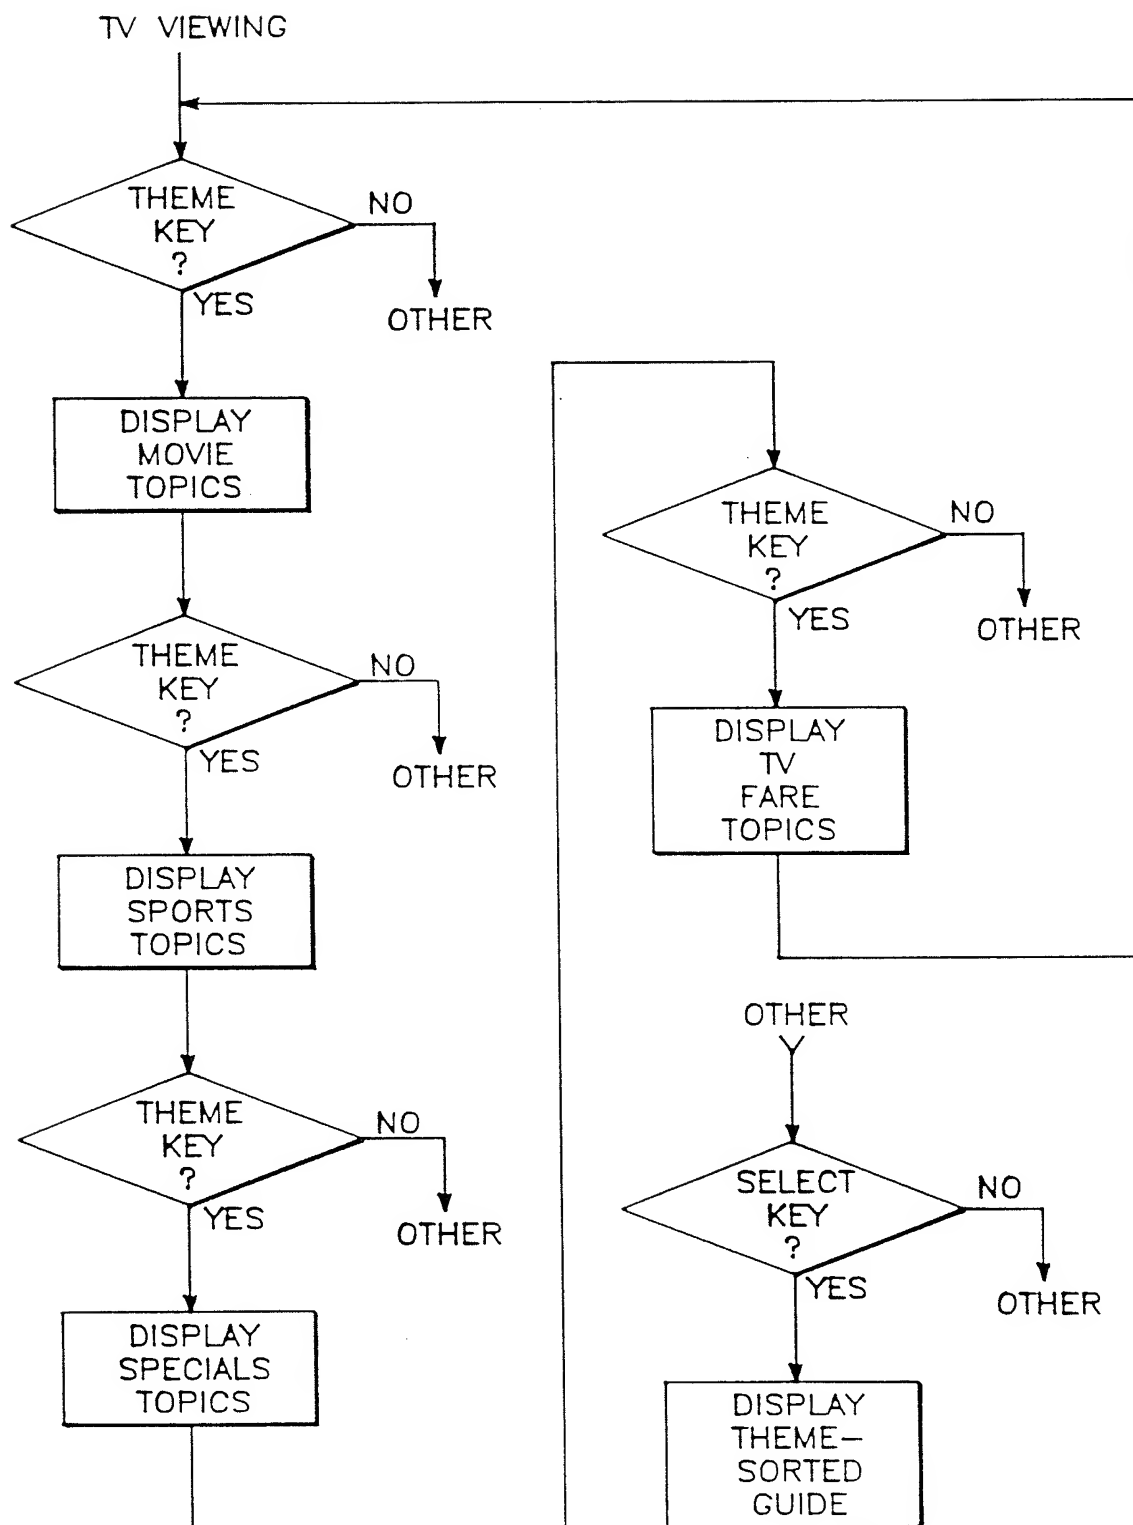 TV VIEWING
THEME
KEY
?
NO
YES
OTHER
DISPLAY
MOVIE
TOPICS
THEME
KEY
?
NO
YES
OTHER
DISPLAY
SPORTS
TOPICS
THEME
KEY
?
NO
YES
OTHER
DISPLAY
SPECIALS
TOPICS
THEME
KEY
?
NO
YES
OTHER
DISPLAY
TV
FARE
TOPICS
OTHER
SELECT
KEY
?
NO
YES
OTHER
DISPLAY
THEME-
SORTED
GUIDE